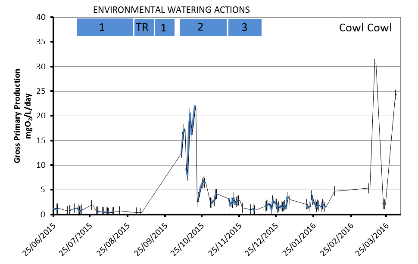 ENVIRONMENTAL WATERING ACTIONS
1 TR 1 2 3 Cowl Cowl
Gross Primary Production
mgO₂/L/day
40
35
30
25
20
15
10
5
0
25/06/2015 25/07/2015 25/08/2015 25/09/2015 25/10/2015 25/11/2015 25/12/2015 25/01/2016 25/02/2016 25/03/2016